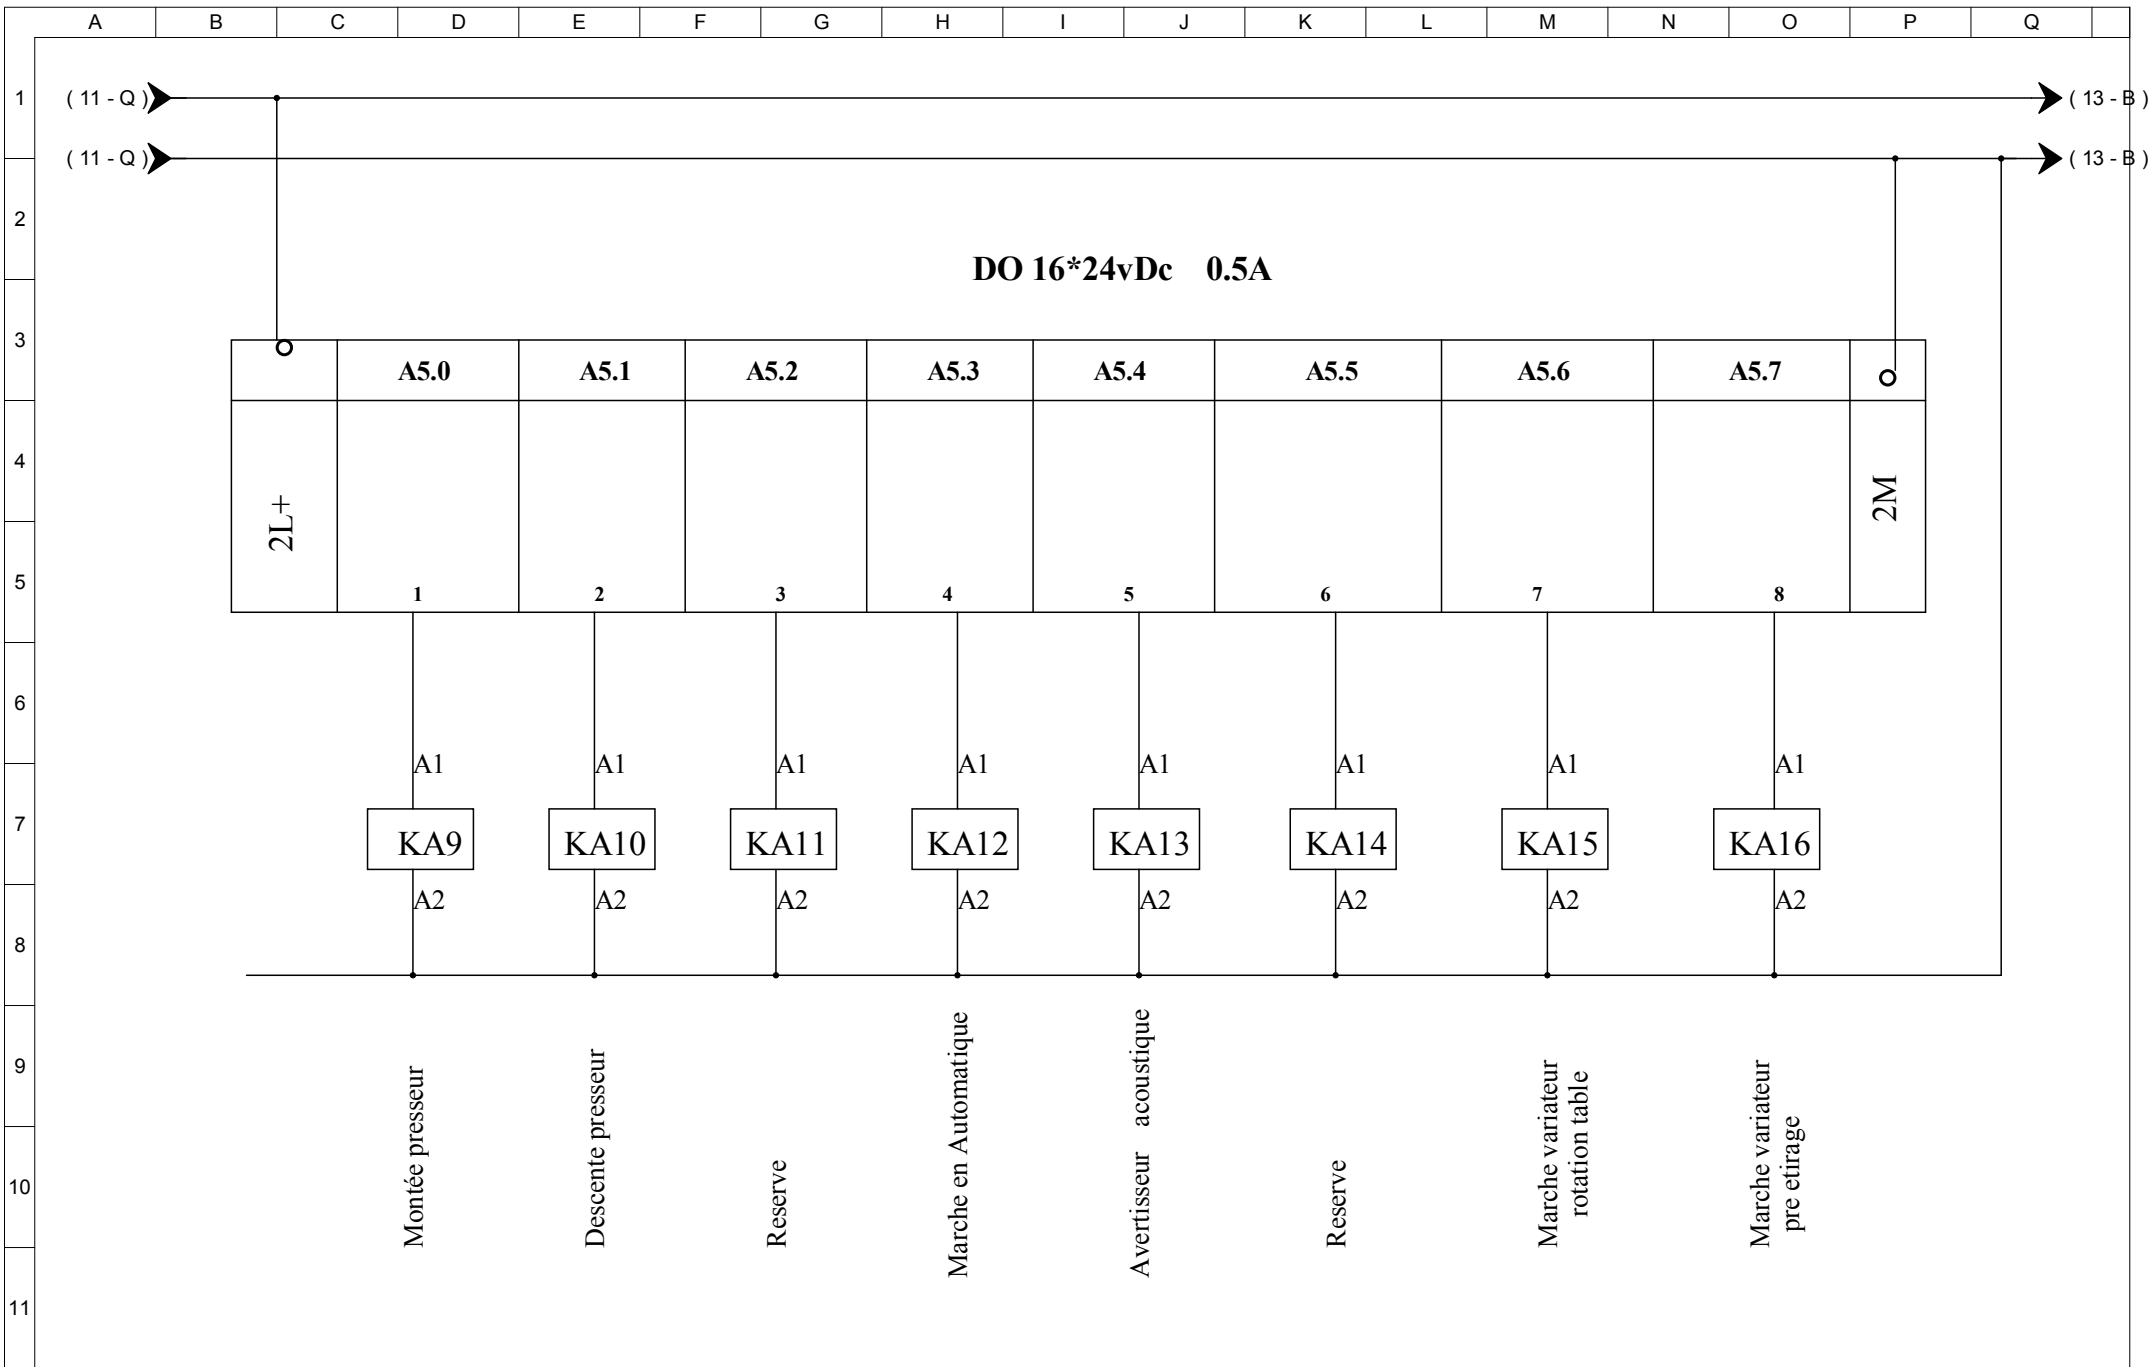 A B C D E F G H I J K L M N O P Q
1 ( 11 - Q ) ( 13 - B )
( 11 - Q ) ( 13 - B )
2
DO 16*24vDc 0.5A
3
A5.0 A5.1 A5.2 A5.3 A5.4 A5.5 A5.6 A5.7
4
2L+ 2M
5
1 2 3 4 5 6 7 8
6
A1 A1 A1 A1 A1 A1 A1 A1
7
KA9 KA10 KA11 KA12 KA13 KA14 KA15 KA16
A2 A2 A2 A2 A2 A2 A2 A2
8
9
10
11
Montée presseur
Descente presseur
Reserve
Marche en Automatique
Avertisseur acoustique
Reserve
Marche variateur
rotation table
Marche variateur
pre etirage